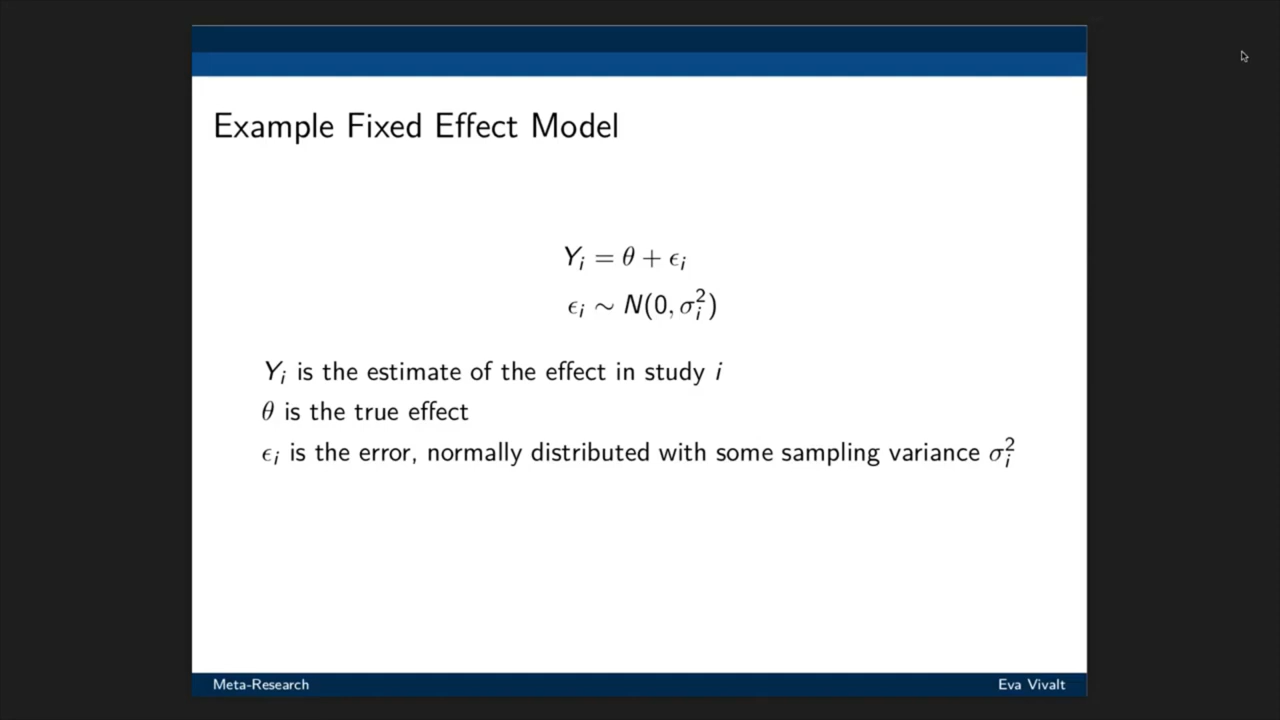 Example Fixed Effect Model
Yᵢ = θ + ϵᵢ
ϵᵢ ∼ N(0, σᵢ²)
Yᵢ is the estimate of the effect in study i
θ is the true effect
ϵᵢ is the error, normally distributed with some sampling variance σᵢ²
Meta-Research
Eva Vivalt